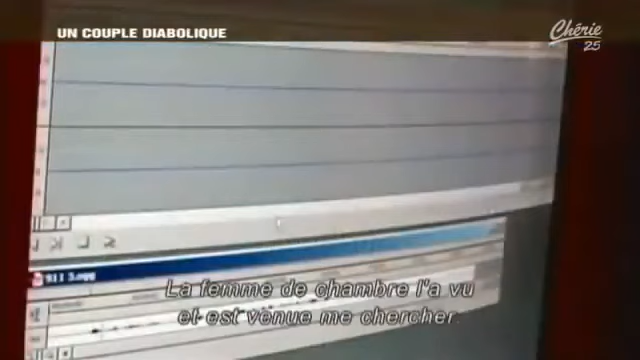 UN COUPLE DIABOLIQUE
Chérie
25
911 3.ogg
La femme de chambre l'a vu
et est venue me chercher.